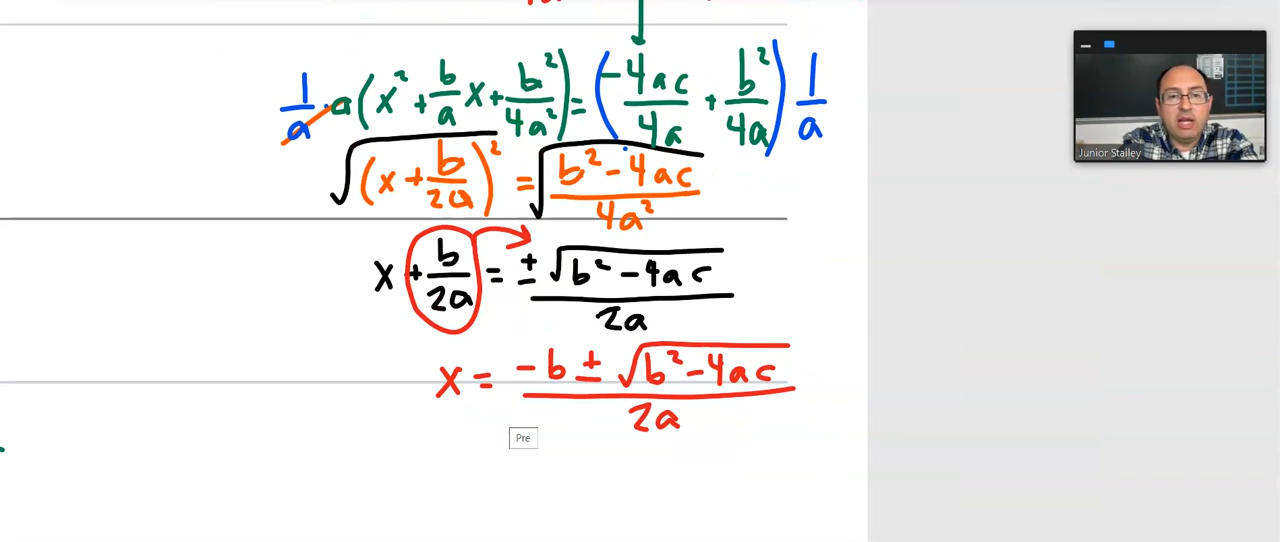 1/a · a(x² + b/a x + b²/4a²) = (-4ac/4a + b²/4a) 1/a
√(x + b/2a)² = √(b² - 4ac)/4a²
x + b/2a = ± √(b² - 4ac)/2a
x = -b ± √(b² - 4ac)/2a
Pre
Junior Stalley